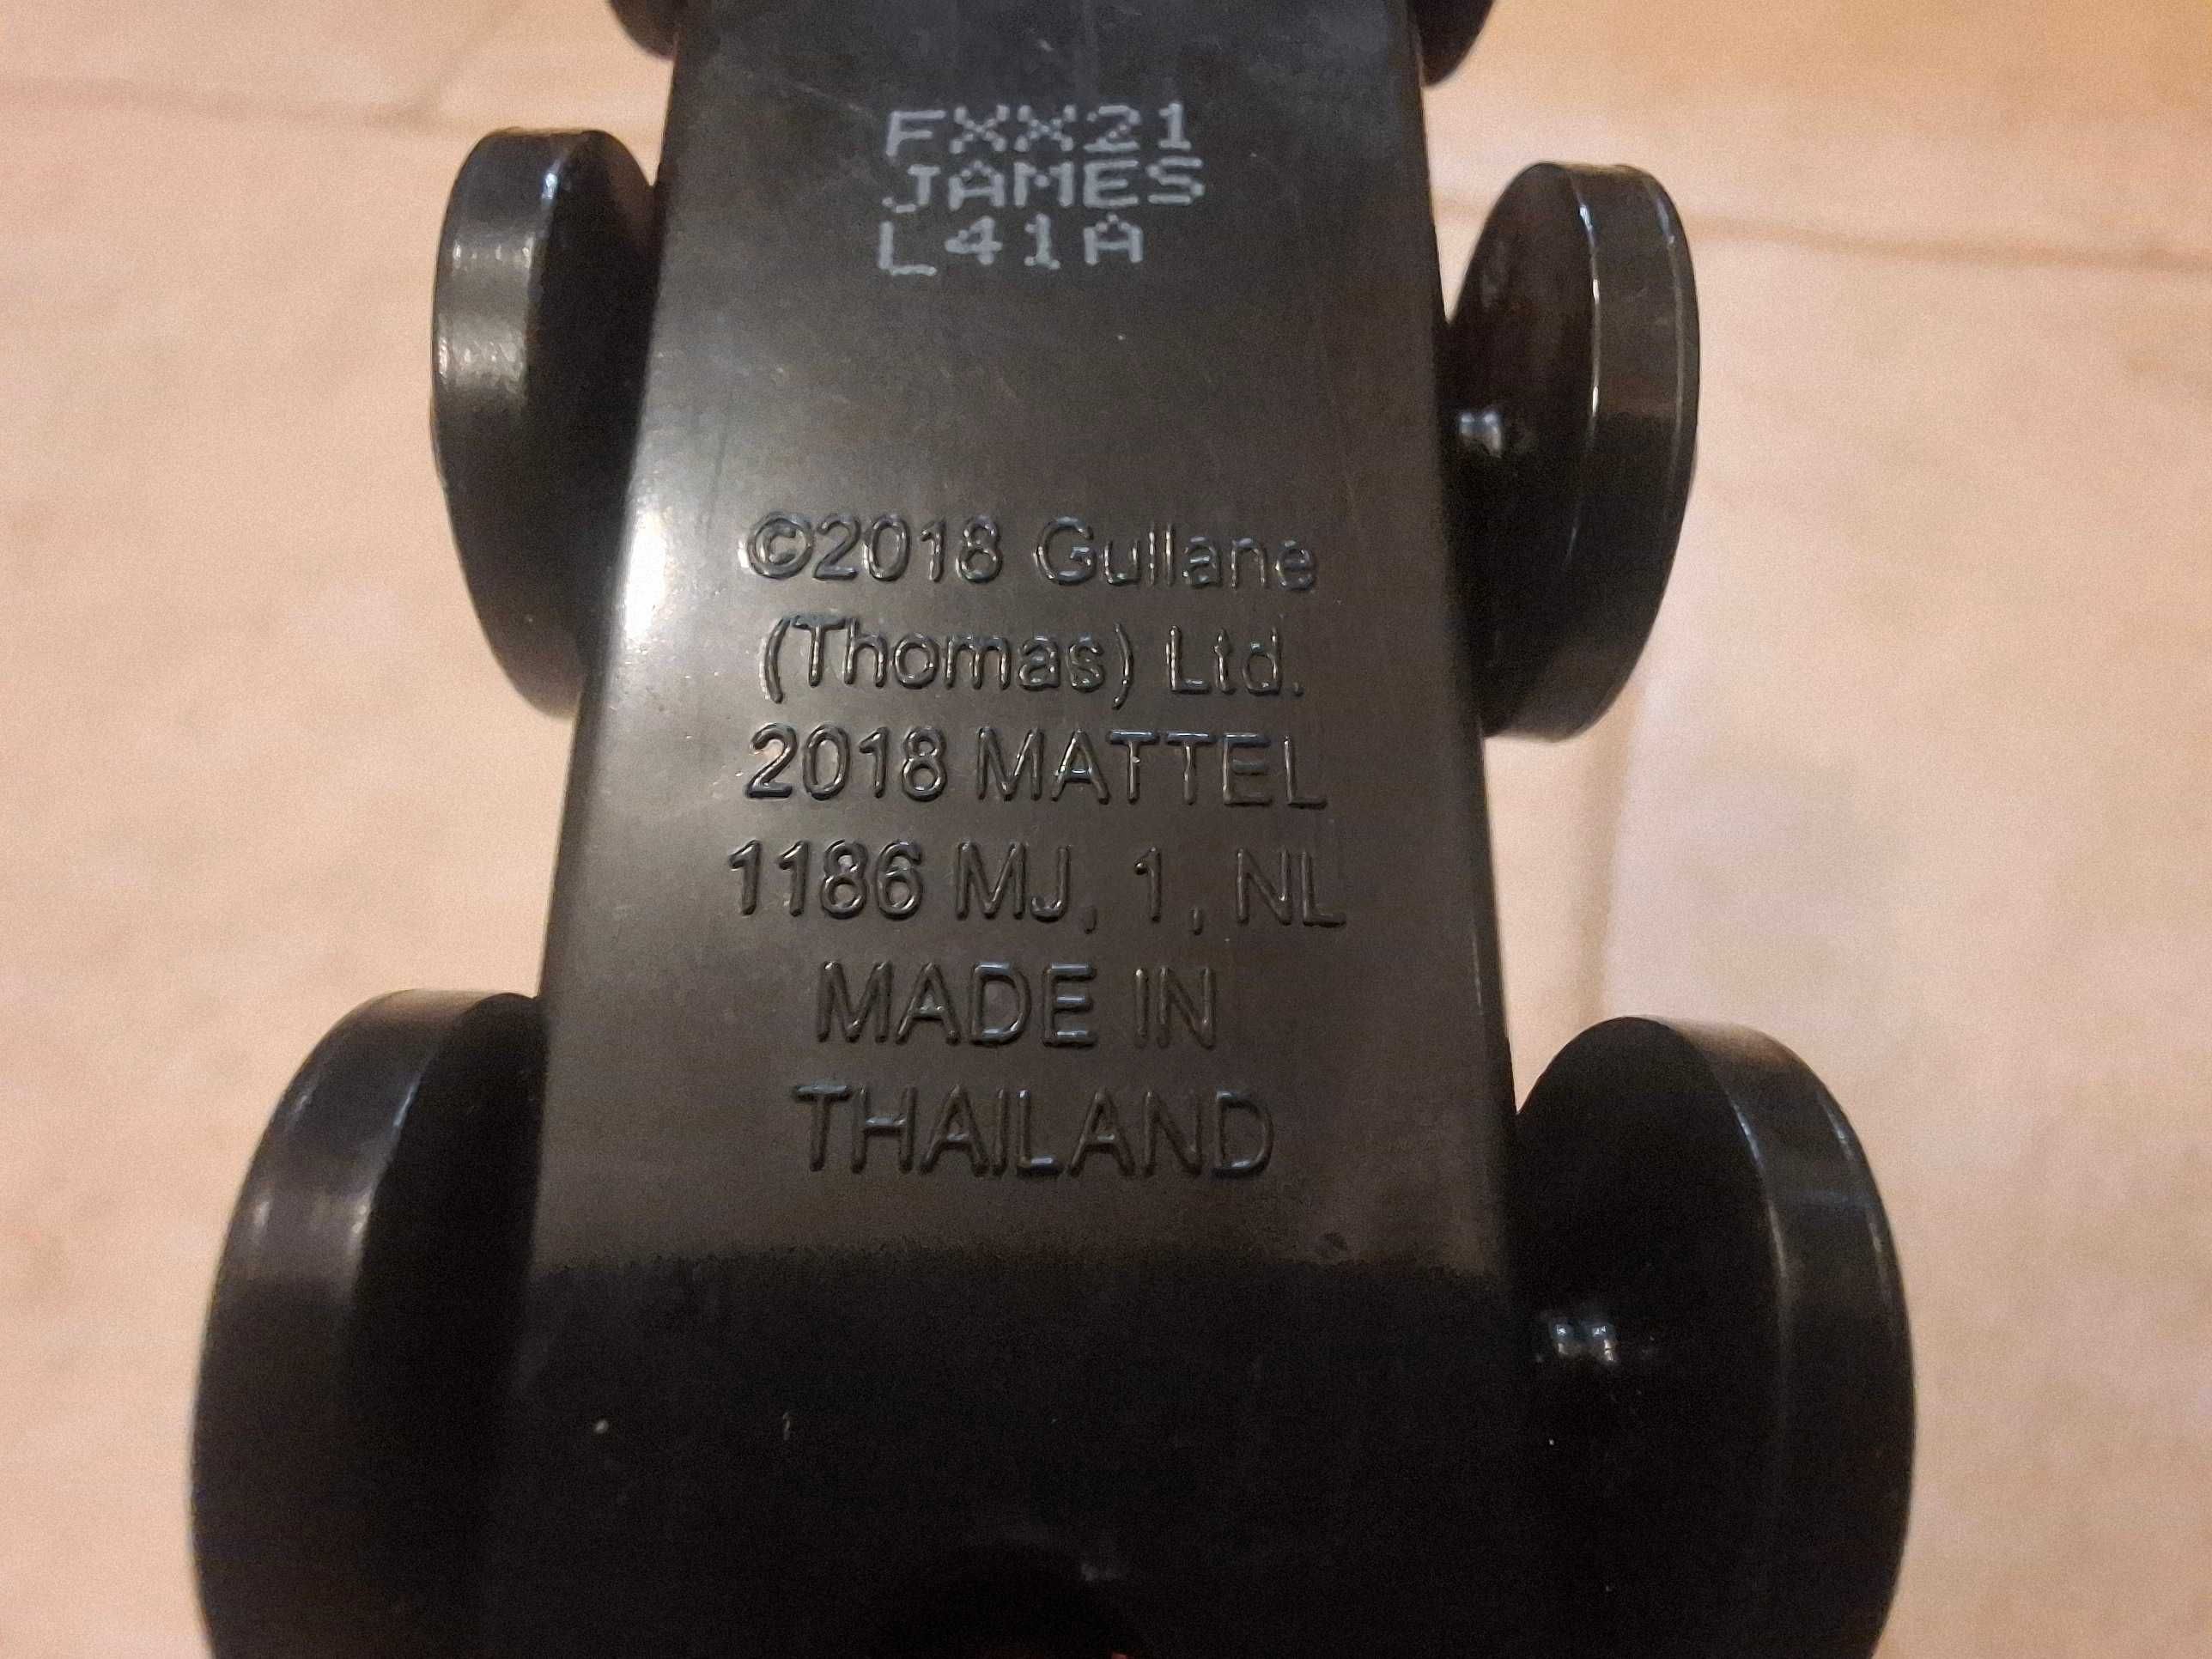 FXX21
JAMES
L41A
©2018 Gullane
(Thomas) Ltd.
2018 MATTEL
1186 MJ, 1, NL
MADE IN
THAILAND